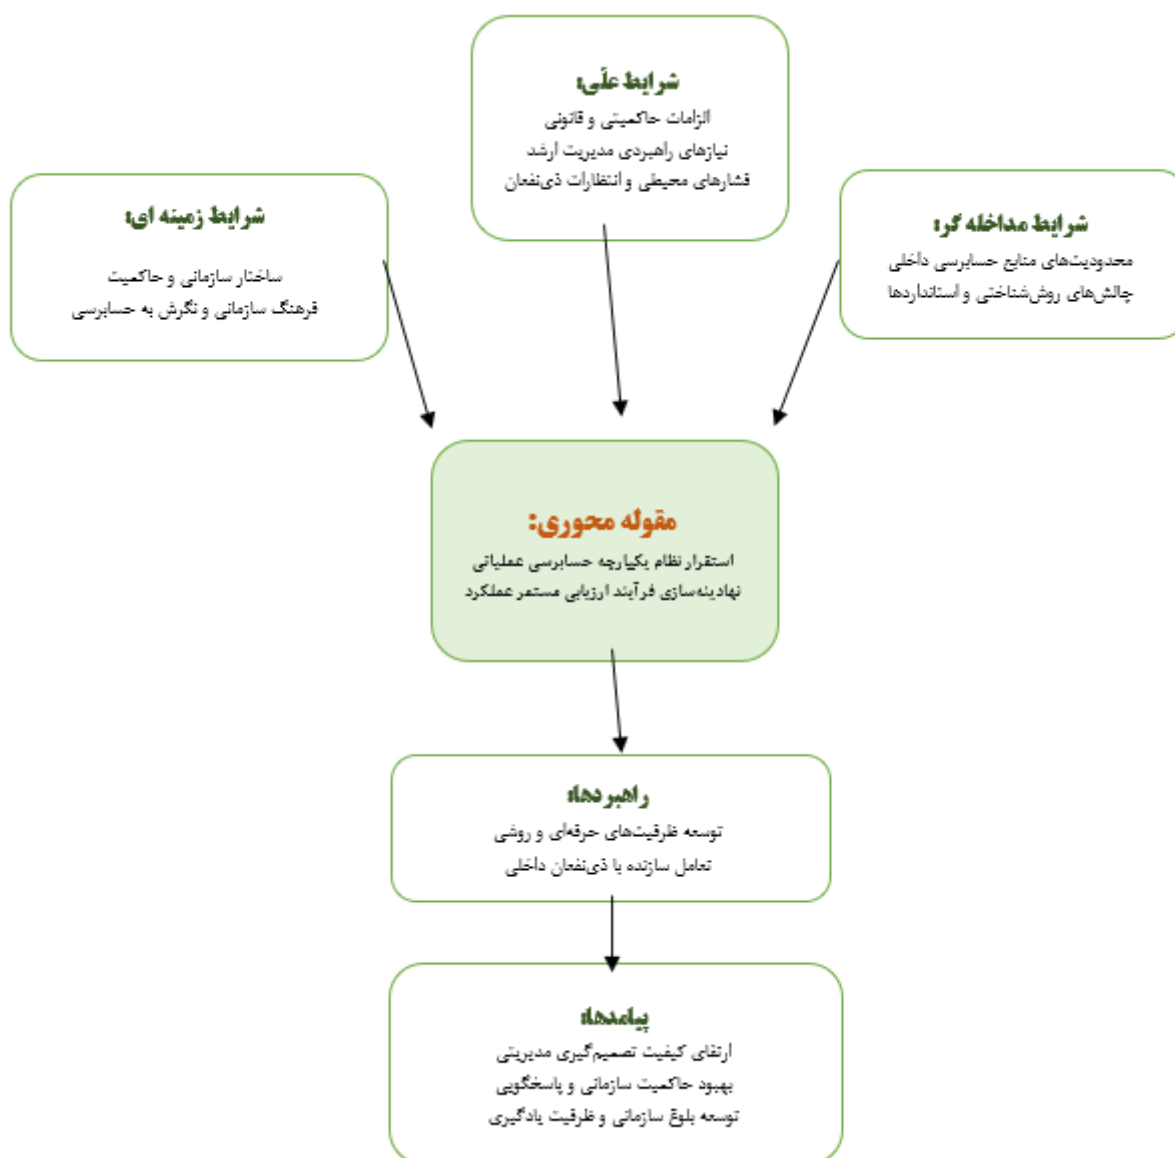 شرایط علّی:
الزامات حاکمیتی و قانونی
نیازهای راهبردی مدیریت ارشد
فشارهای محیطی و انتظارات ذی‌نفعان
شرایط مداخله گر:
محدودیت‌های منابع حسابرسی داخلی
چالش‌های روش‌شناختی و استانداردها
شرایط زمینه ای:
ساختار سازمانی و حاکمیت
فرهنگ سازمانی و نگرش به حسابرسی
مقوله محوری:
استقرار نظام یکپارچه حسابرسی عملیاتی
نهادینه‌سازی فرآیند ارزیابی مستمر عملکرد
راهبردها:
توسعه ظرفیت‌های حرفه‌ای و روشی
تعامل سازنده با ذی‌نفعان داخلی
پیامدها:
ارتقای کیفیت تصمیم‌گیری مدیریتی
بهبود حاکمیت سازمانی و پاسخگویی
توسعه بلوغ سازمانی و ظرفیت یادگیری